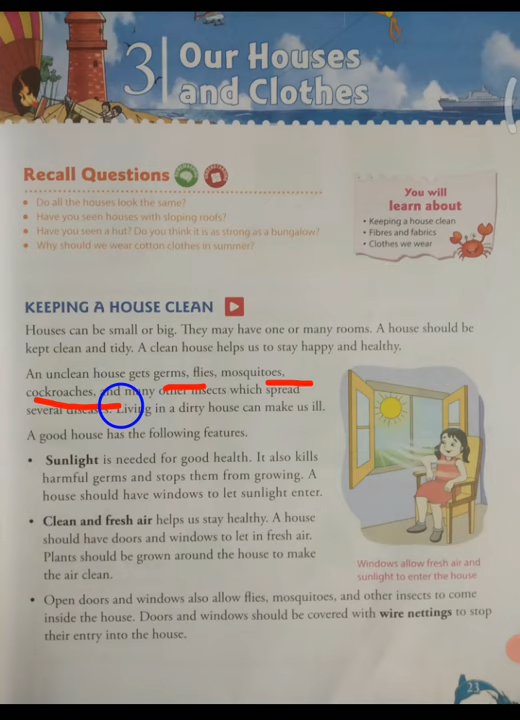 3 Our Houses
and Clothes
Recall Questions
• Do all the houses look the same?
• Have you seen houses with sloping roofs?
• Have you seen a hut? Do you think it is as strong as a bungalow?
• Why should we wear cotton clothes in summer?
You will
learn about
• Keeping a house clean
• Fibres and fabrics
• Clothes we wear
KEEPING A HOUSE CLEAN
Houses can be small or big. They may have one or many rooms. A house should be
kept clean and tidy. A clean house helps us to stay happy and healthy.
An unclean house gets germs, flies, mosquitoes,
cockroaches, and many other insects which spread
several diseases. Living in a dirty house can make us ill.
A good house has the following features.
• Sunlight is needed for good health. It also kills
harmful germs and stops them from growing. A
house should have windows to let sunlight enter.
• Clean and fresh air helps us stay healthy. A house
should have doors and windows to let in fresh air.
Plants should be grown around the house to make
the air clean.
Windows allow fresh air and
sunlight to enter the house
• Open doors and windows also allow flies, mosquitoes, and other insects to come
inside the house. Doors and windows should be covered with wire nettings to stop
their entry into the house.
23